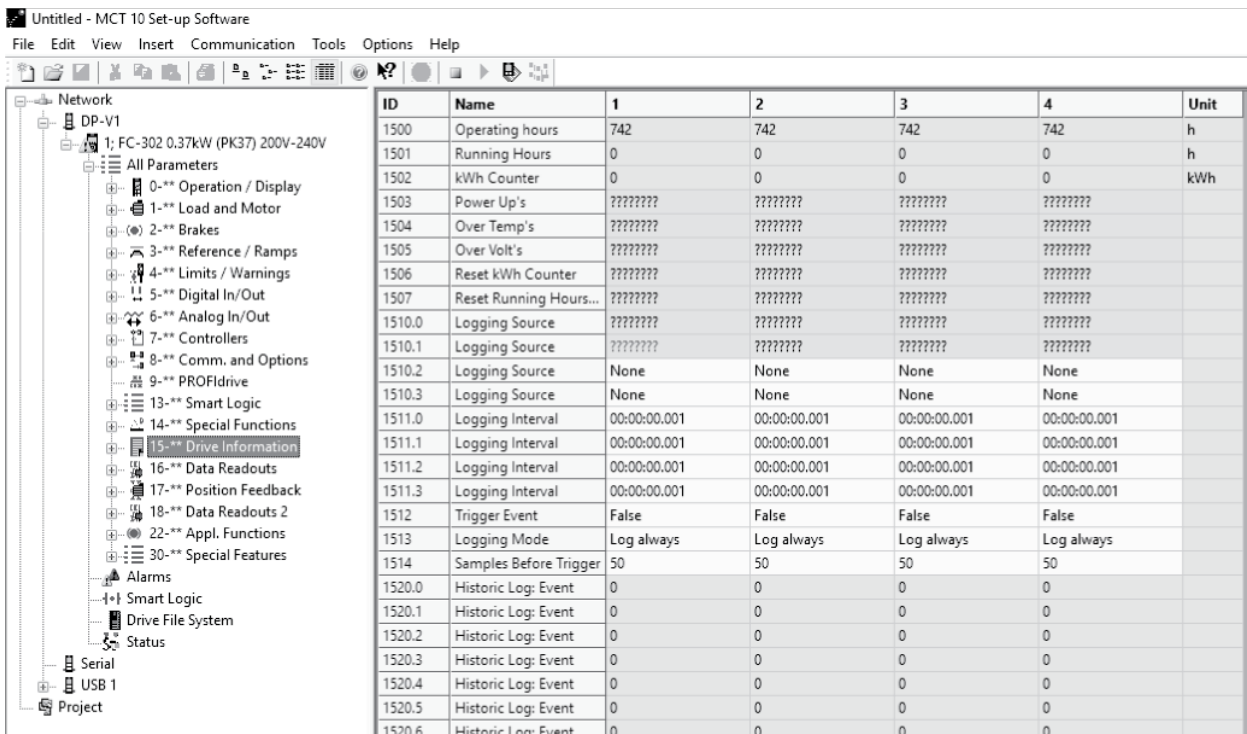 Untitled - MCT 10 Set-up Software
File Edit View Insert Communication Tools Options Help
Network
DP-V1
1; FC-302 0.37kW (PK37) 200V-240V
All Parameters
0-** Operation / Display
1-** Load and Motor
2-** Brakes
3-** Reference / Ramps
4-** Limits / Warnings
5-** Digital In/Out
6-** Analog In/Out
7-** Controllers
8-** Comm. and Options
9-** PROFIdrive
13-** Smart Logic
14-** Special Functions
15-** Drive Information
16-** Data Readouts
17-** Position Feedback
18-** Data Readouts 2
22-** Appl. Functions
30-** Special Features
Alarms
Smart Logic
Drive File System
Status
Serial
USB 1
Project
ID Name 1 2 3 4 Unit
1500 Operating hours 742 742 742 742 h
1501 Running Hours 0 0 0 0 h
1502 kWh Counter 0 0 0 0 kWh
1503 Power Up's ???????? ???????? ???????? ????????
1504 Over Temp's ???????? ???????? ???????? ????????
1505 Over Volt's ???????? ???????? ???????? ????????
1506 Reset kWh Counter ???????? ???????? ???????? ????????
1507 Reset Running Hours... ???????? ???????? ???????? ????????
1510.0 Logging Source ???????? ???????? ???????? ????????
1510.1 Logging Source ???????? ???????? ???????? ????????
1510.2 Logging Source None None None None
1510.3 Logging Source None None None None
1511.0 Logging Interval 00:00:00.001 00:00:00.001 00:00:00.001 00:00:00.001
1511.1 Logging Interval 00:00:00.001 00:00:00.001 00:00:00.001 00:00:00.001
1511.2 Logging Interval 00:00:00.001 00:00:00.001 00:00:00.001 00:00:00.001
1511.3 Logging Interval 00:00:00.001 00:00:00.001 00:00:00.001 00:00:00.001
1512 Trigger Event False False False False
1513 Logging Mode Log always Log always Log always Log always
1514 Samples Before Trigger 50 50 50 50
1520.0 Historic Log: Event 0 0 0 0
1520.1 Historic Log: Event 0 0 0 0
1520.2 Historic Log: Event 0 0 0 0
1520.3 Historic Log: Event 0 0 0 0
1520.4 Historic Log: Event 0 0 0 0
1520.5 Historic Log: Event 0 0 0 0
1520.6 Historic Log: Event 0 0 0 0